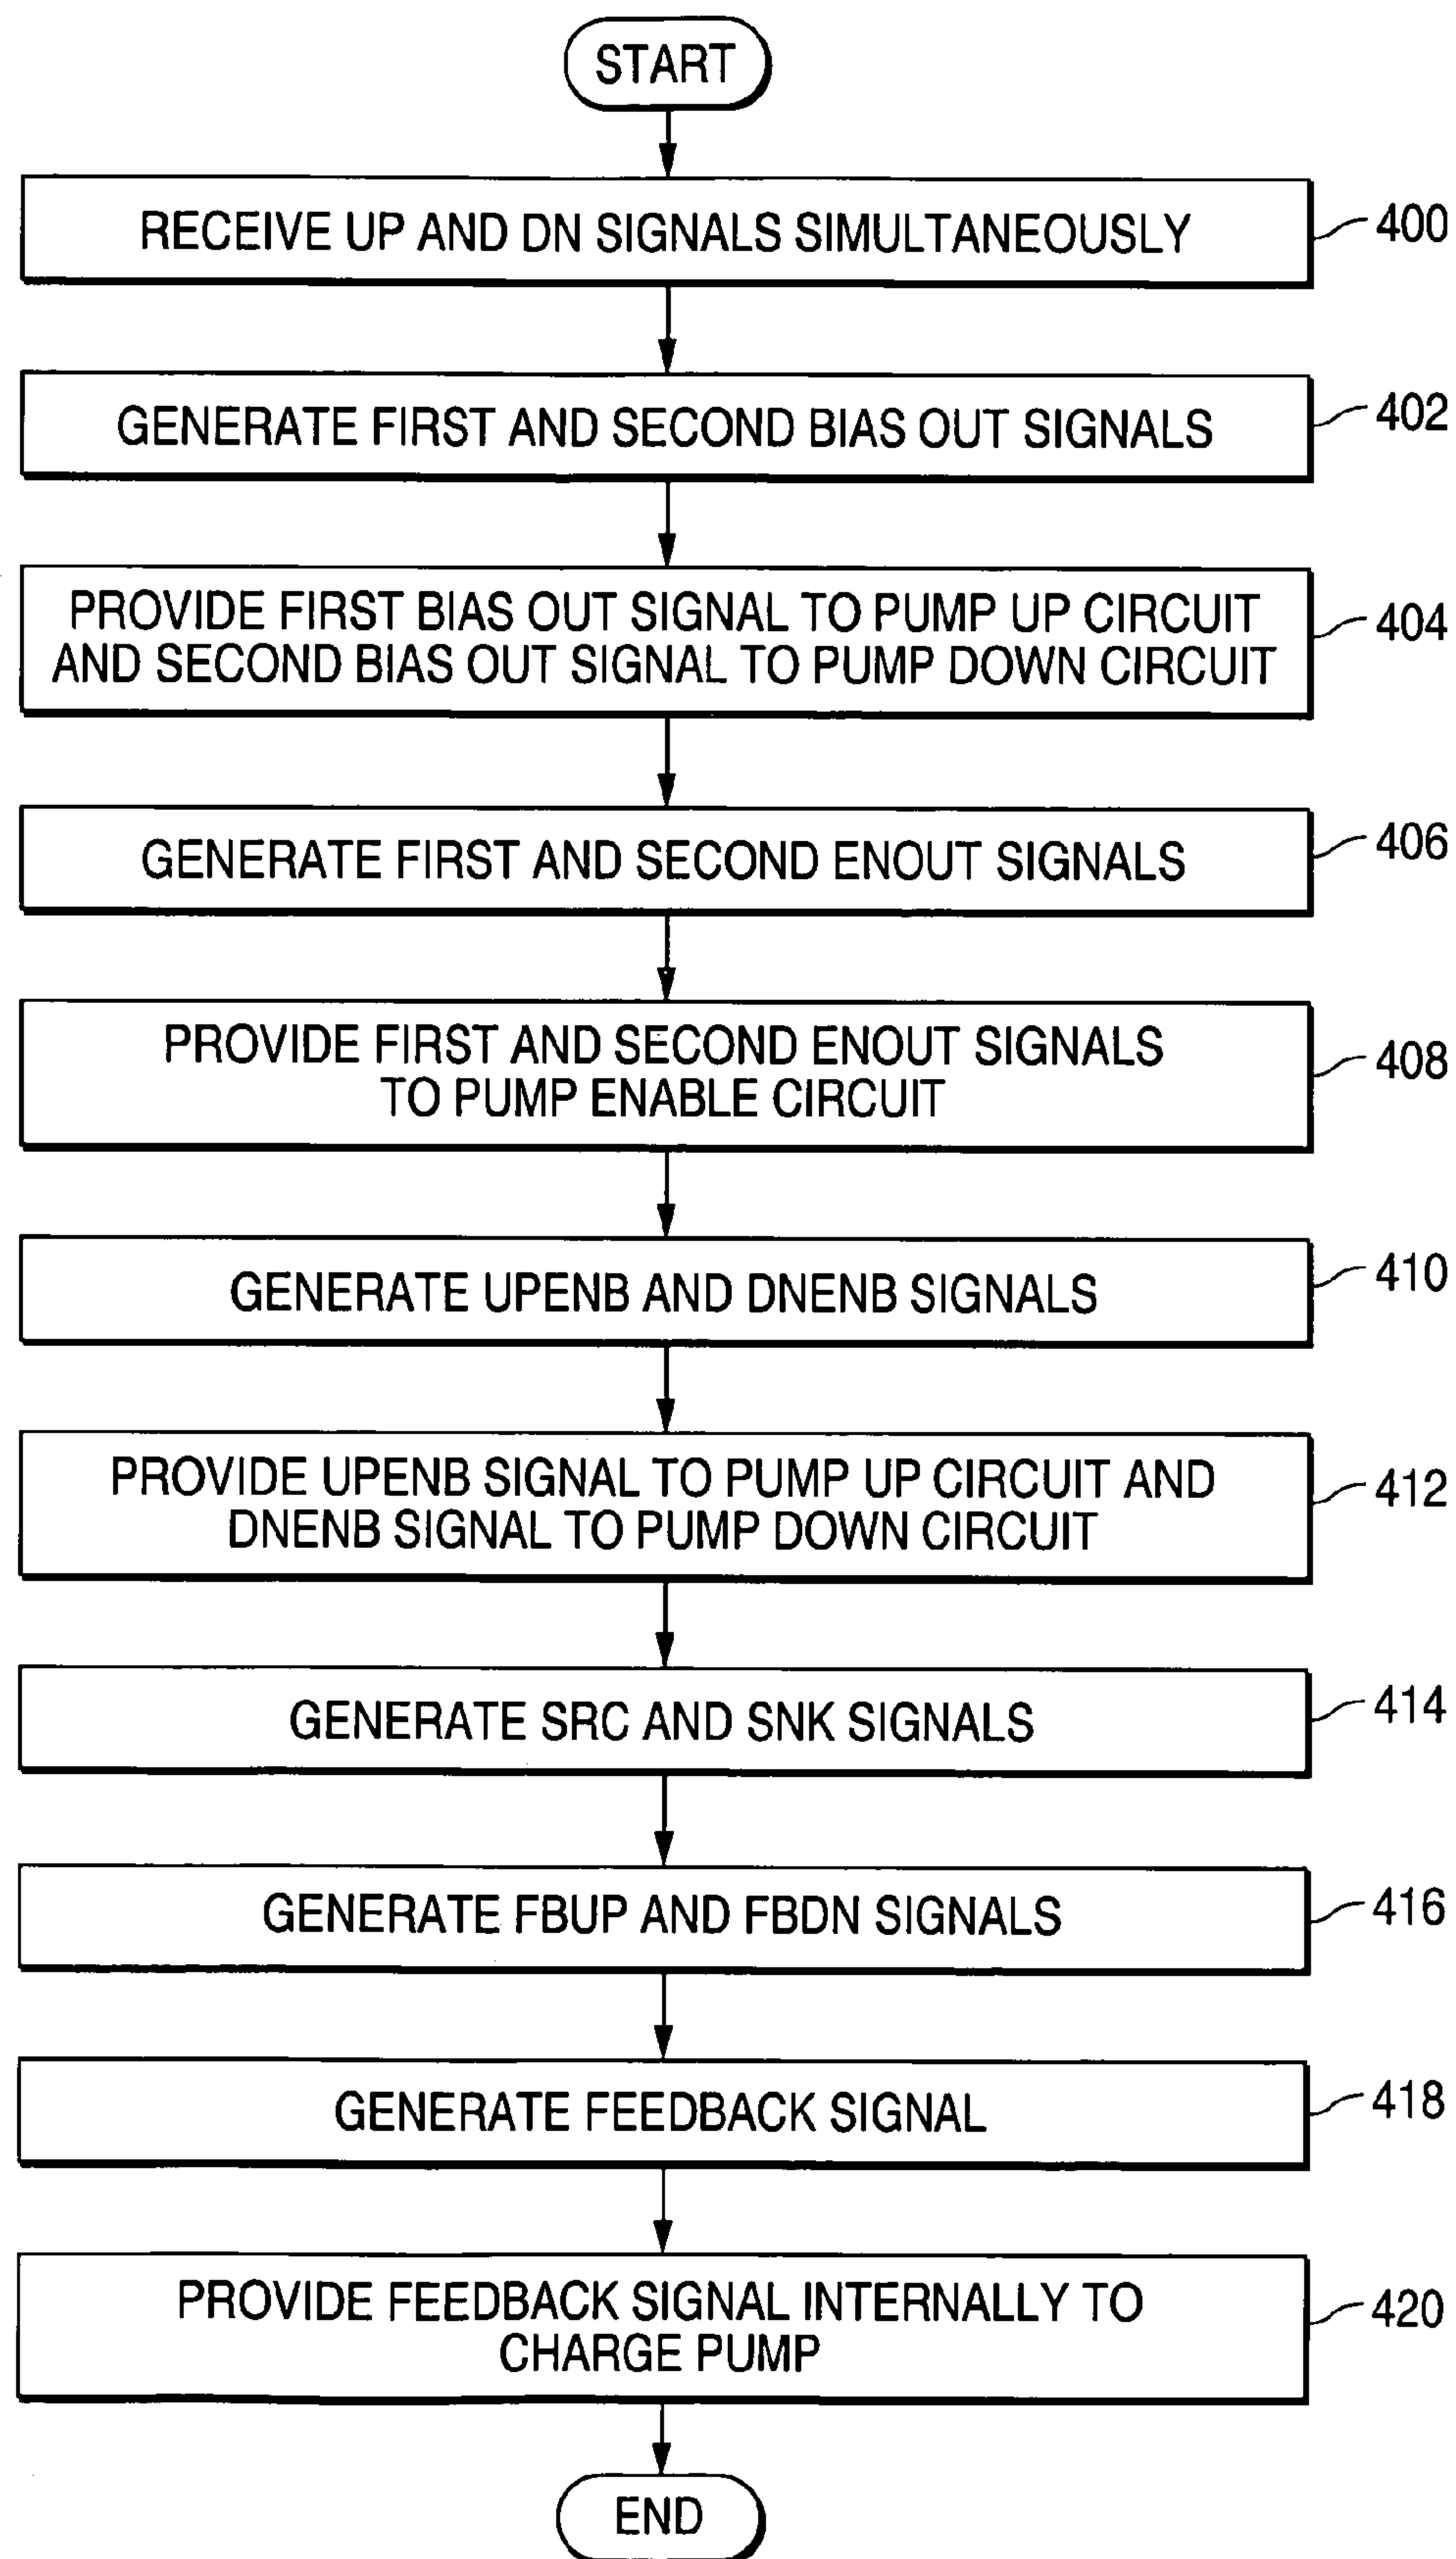 START
RECEIVE UP AND DN SIGNALS SIMULTANEOUSLY
400
GENERATE FIRST AND SECOND BIAS OUT SIGNALS
402
PROVIDE FIRST BIAS OUT SIGNAL TO PUMP UP CIRCUIT
AND SECOND BIAS OUT SIGNAL TO PUMP DOWN CIRCUIT
404
GENERATE FIRST AND SECOND ENOUT SIGNALS
406
PROVIDE FIRST AND SECOND ENOUT SIGNALS
TO PUMP ENABLE CIRCUIT
408
GENERATE UPENB AND DNENB SIGNALS
410
PROVIDE UPENB SIGNAL TO PUMP UP CIRCUIT AND
DNENB SIGNAL TO PUMP DOWN CIRCUIT
412
GENERATE SRC AND SNK SIGNALS
414
GENERATE FBUP AND FBDN SIGNALS
416
GENERATE FEEDBACK SIGNAL
418
PROVIDE FEEDBACK SIGNAL INTERNALLY TO
CHARGE PUMP
420
END